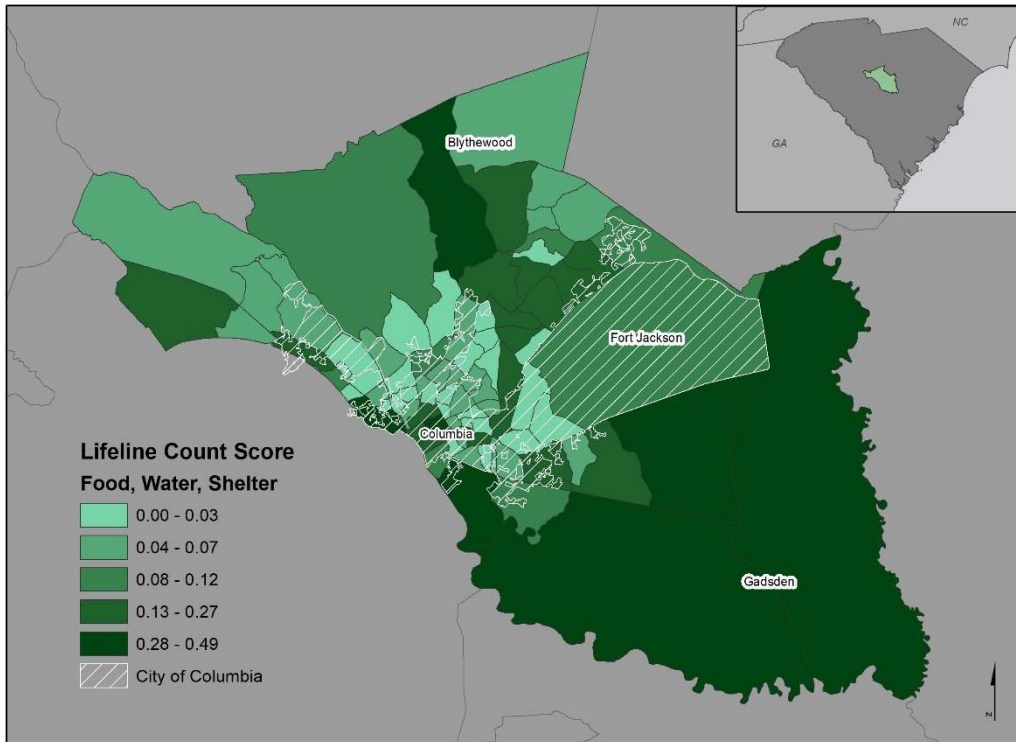 NC
GA
Blythewood
Fort Jackson
Columbia
Gadsden
Lifeline Count Score
Food, Water, Shelter
0.00 - 0.03
0.04 - 0.07
0.08 - 0.12
0.13 - 0.27
0.28 - 0.49
City of Columbia
N